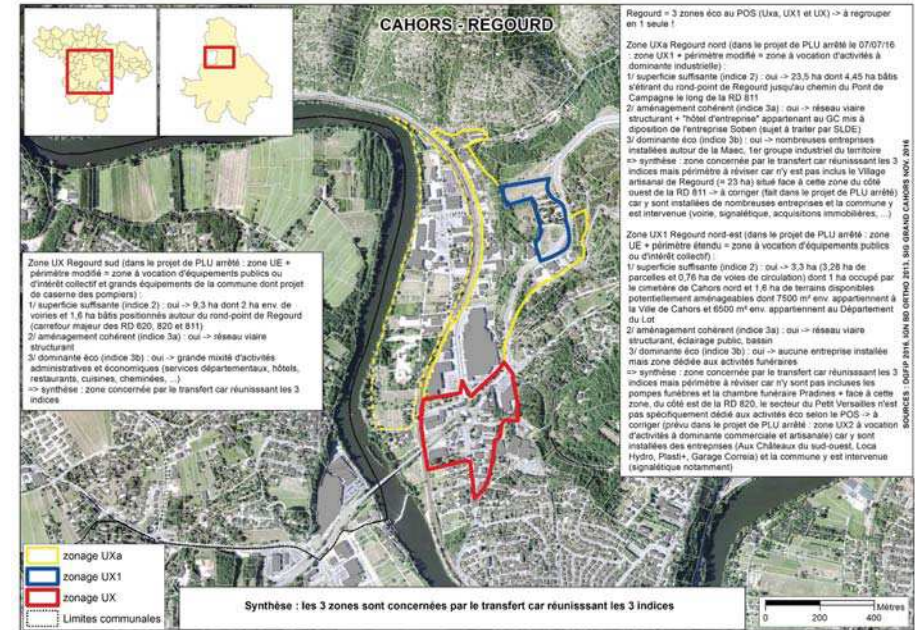 CAHORS - REGOURD
Regourd = 3 zones éco au POS (Uxa, UX1 et UX) -> à regrouper
en 1 seule !
Zone UXa Regourd nord (dans le projet de PLU arrêté le 07/07/16
: zone UX1 + périmètre modifié = zone à vocation d'activités à
dominante industrielle) :
1/ superficie suffisante (indice 2) : oui -> 23,5 ha dont 4,45 ha bâtis
s'étirant du rond-point de Regourd jusqu'au chemin du Pont de
Campagne le long de la RD 811
2/ aménagement cohérent (indice 3a) : oui -> réseau viaire
structurant + "hôtel d'entreprise" appartenant au GC mis à
diposition de l'entreprise Soben (sujet à traiter par SLDE)
3/ dominante éco (indice 3b) : oui -> nombreuses entreprises
installées autour de la Maec, 1er groupe industriel du territoire
=> synthèse : zone concernée par le transfert car réunisssant les 3
indices mais périmètre à réviser car n'y est pas inclus le Village
artisanal de Regourd (= 23 ha) situé face à cette zone du côté
ouest de la RD 811 -> à corriger (fait dans le projet de PLU arrêté)
car y sont installées de nombreuses entreprises et la commune y
est intervenue (voirie, signalétique, acquisitions immobilières, ...)
Zone UX1 Regourd nord-est (dans le projet de PLU arrêté : zone
UE + périmètre étendu = zone à vocation d'équipements publics
ou d'intérêt collectif) :
1/ superficie suffisante (indice 2) : oui -> 3,3 ha (3,28 ha de
parcelles et 0,76 ha de voies de circulation) dont 1 ha occupé par
le cimetière de Cahors nord et 1,6 ha de terrains disponibles
potentiellement aménageables dont 7500 m² env. appartiennent à
la Ville de Cahors et 6500 m² env. appartiennent au Département
du Lot
2/ aménagement cohérent (indice 3a) : oui -> réseau viaire
structurant, éclairage public, bassin
3/ dominante éco (indice 3b) : oui -> aucune entreprise installée
mais zone dédiée aux activités funéraires
=> synthèse : zone concernée par le transfert car réunisssant les 3
indices mais périmètre à réviser car n'y sont pas incluses les
pompes funèbres et la chambre funéraire Pradines + face à cette
zone, du côté est de la RD 820, le secteur du Petit Versailles n'est
pas spécifiquement dédié aux activités éco selon le POS -> à
corriger (prévu dans le projet de PLU arrêté : zone UX2 à vocation
d'activités à dominante commerciale et artisanale) car y sont
installées des entreprises (Aux Châteaux du sud-ouest, Loca
Hydro, Plasti+, Garage Correia) et la commune y est intervenue
(signalétique notamment)
SOURCES : DGFIP 2016, IGN BD ORTHO 2013, SIG GRAND CAHORS NOV. 2016
Zone UX Regourd sud (dans le projet de PLU arrêté : zone UE +
périmètre modifié = zone à vocation d'équipements publics ou
d'intérêt collectif et grands équipements de la commune dont projet
de caserne des pompiers) :
1/ superficie suffisante (indice 2) : oui -> 9,3 ha dont 2 ha env. de
voiries et 1,6 ha bâtis positionnés autour du rond-point de Regourd
(carrefour majeur des RD 620, 820 et 811)
2/ aménagement cohérent (indice 3a) : oui -> réseau viaire
structurant
3/ dominante éco (indice 3b) : oui -> grande mixité d'activités
administratives et économiques (services départementaux, hôtels,
restaurants, cuisines, cheminées, ...)
=> synthèse : zone concernée par le transfert car réunisssant les 3
indices
zonage UXa
zonage UX1
zonage UX
Limites communales
Synthèse : les 3 zones sont concernées par le transfert car réunisssant les 3 indices
Mètres
0 200 400